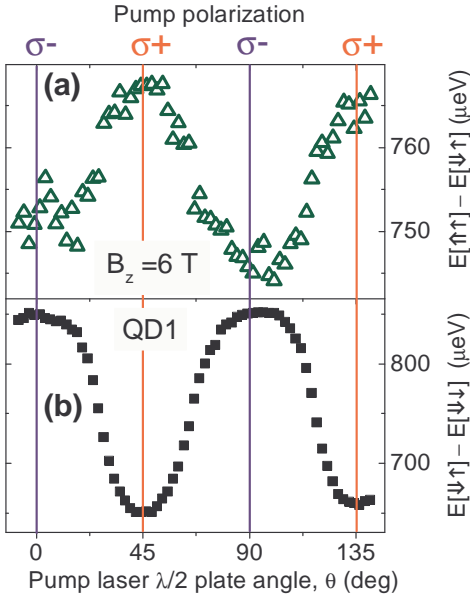 Pump polarization
σ- σ+ σ- σ+
(a)
760
750
B_z =6 T
E[⇑↑] − E[⇓↑] (μeV)
QD1
(b)
800
700
E[⇓↑] − E[⇓↓] (μeV)
0 45 90 135
Pump laser λ/2 plate angle, θ (deg)